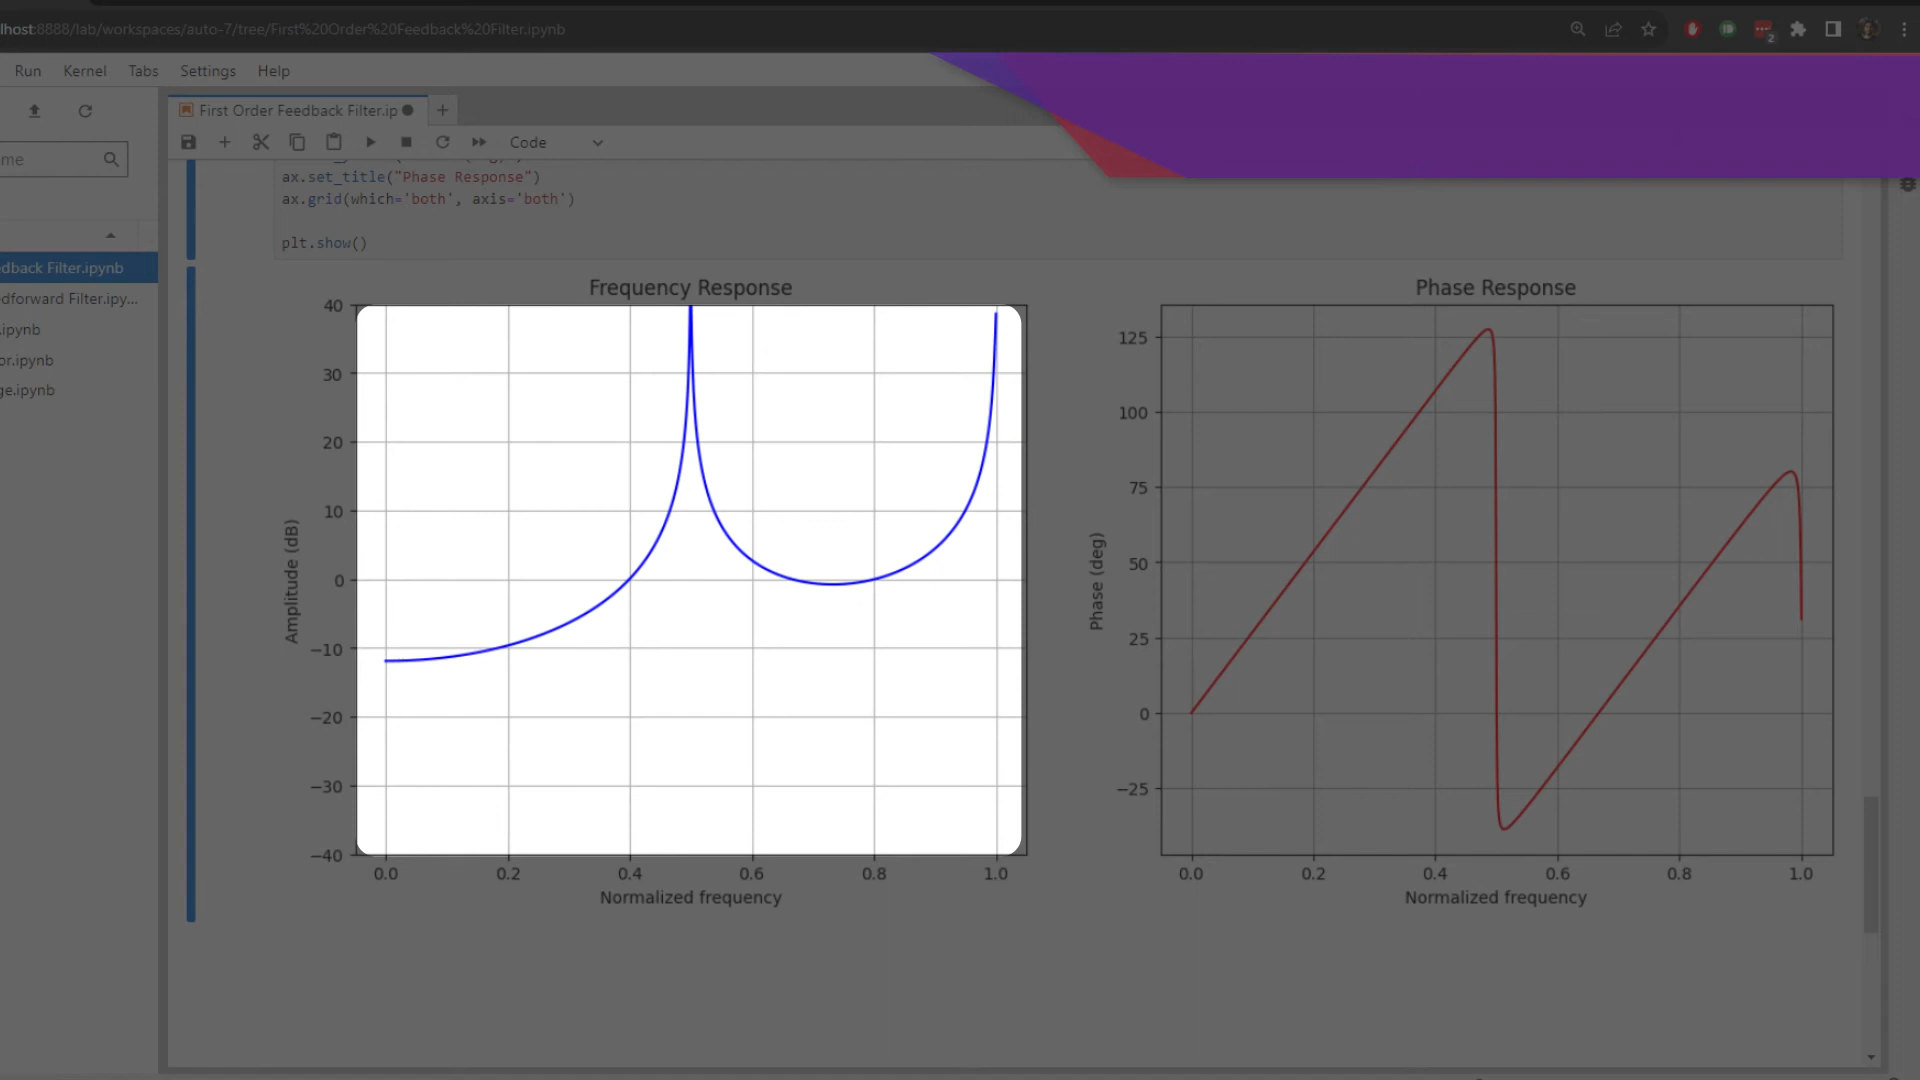 lhost:8888/lab/workspaces/auto-7/tree/First%20Order%20Feedback%20Filter.ipynb
2
Run Kernel Tabs Settings Help
First Order Feedback Filter.ip
Code
me
ax.set_title("Phase Response")
ax.grid(which='both', axis='both')
plt.show()
dback Filter.ipynb
dforward Filter.ipy...
.ipynb
or.ipynb
ge.ipynb
Frequency Response
40
30
20
10
0
−10
−20
−30
−40
Amplitude (dB)
0.0 0.2 0.4 0.6 0.8 1.0
Normalized frequency
Phase Response
125
100
75
50
25
0
−25
Phase (deg)
0.0 0.2 0.4 0.6 0.8 1.0
Normalized frequency